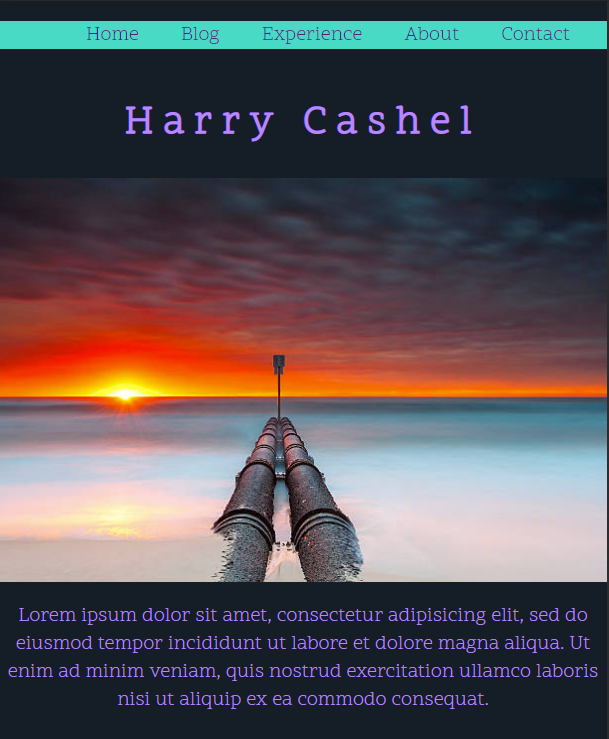 Home Blog Experience About Contact
Harry Cashel
Lorem ipsum dolor sit amet, consectetur adipisicing elit, sed do
eiusmod tempor incididunt ut labore et dolore magna aliqua. Ut
enim ad minim veniam, quis nostrud exercitation ullamco laboris
nisi ut aliquip ex ea commodo consequat.